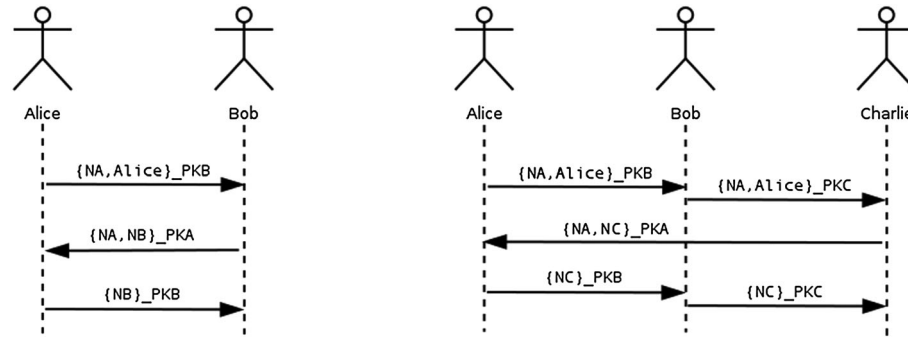 Alice Bob
{NA,Alice}_PKB
{NA,NB}_PKA
{NB}_PKB
Alice Bob Charlie
{NA,Alice}_PKB
{NA,Alice}_PKC
{NA,NC}_PKA
{NC}_PKB
{NC}_PKC